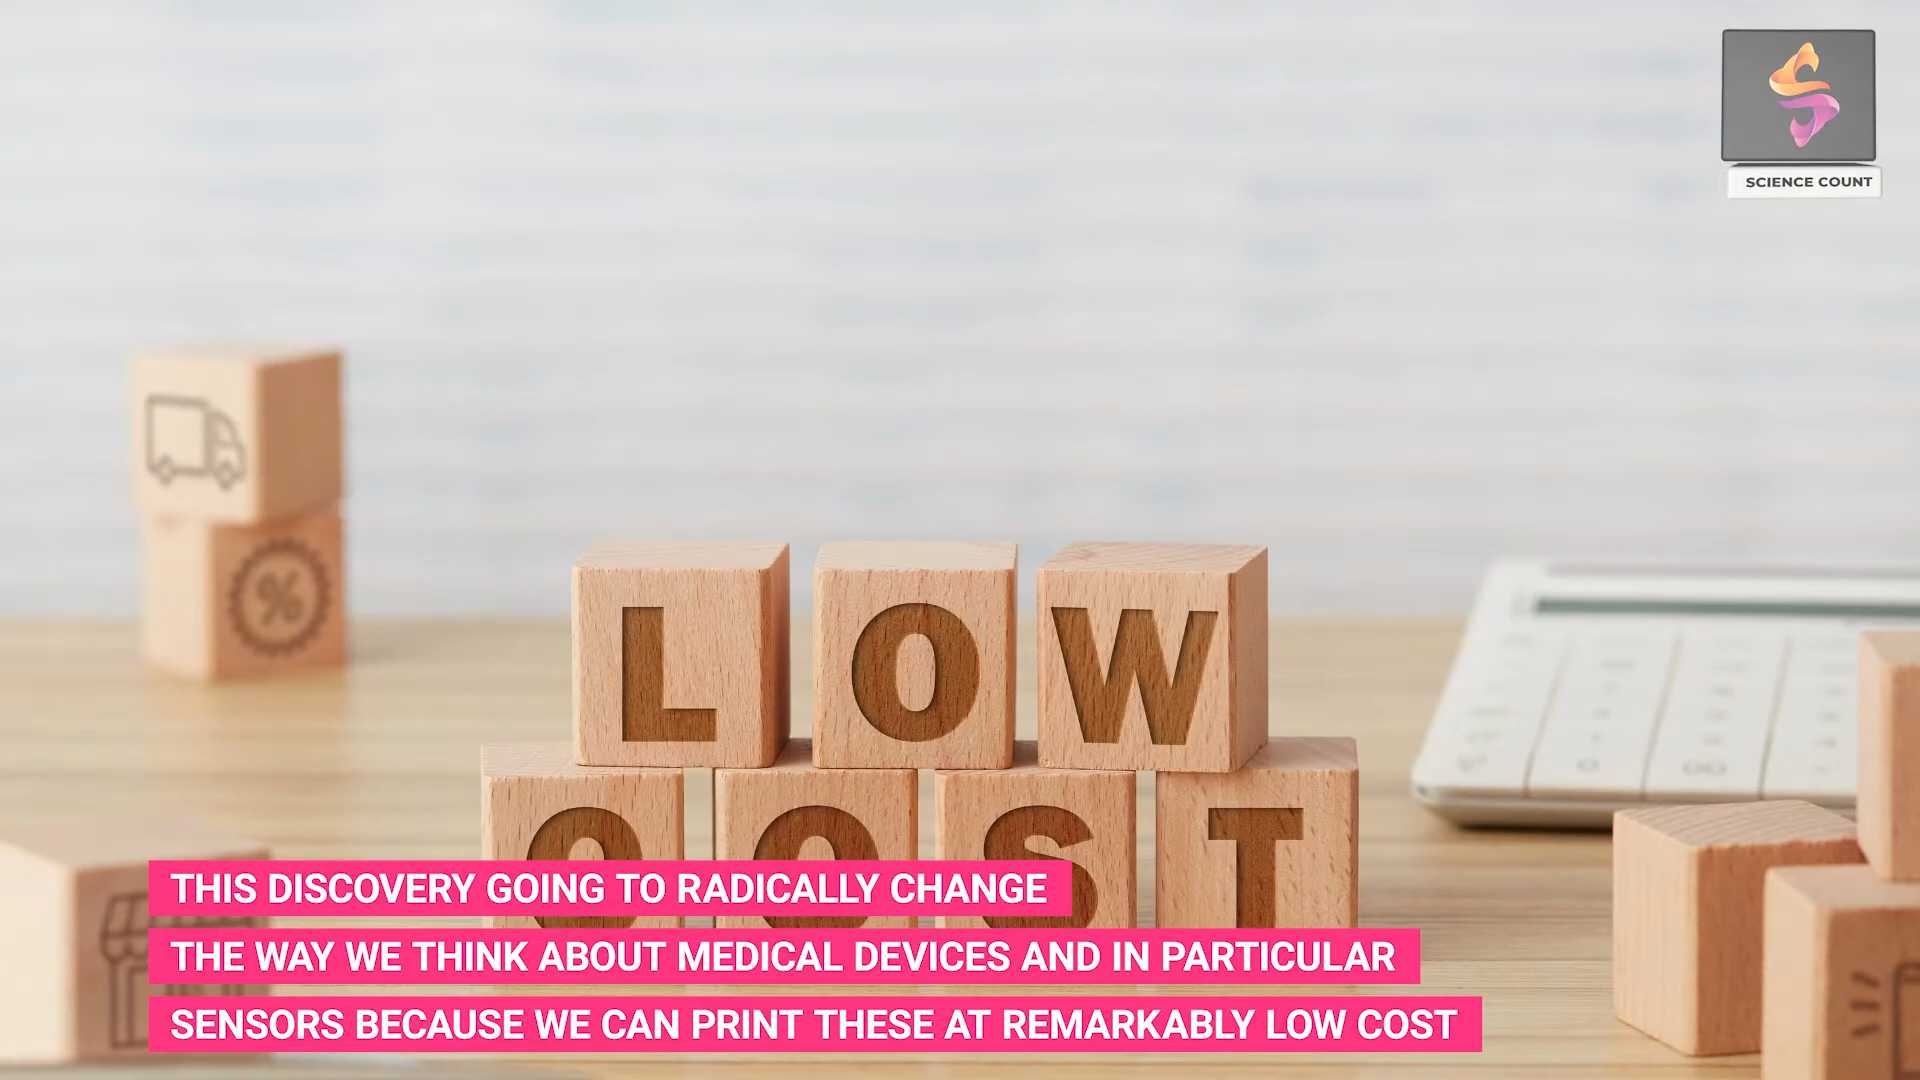 SCIENCE COUNT
%
LOW
COST
THIS DISCOVERY GOING TO RADICALLY CHANGE
THE WAY WE THINK ABOUT MEDICAL DEVICES AND IN PARTICULAR
SENSORS BECAUSE WE CAN PRINT THESE AT REMARKABLY LOW COST